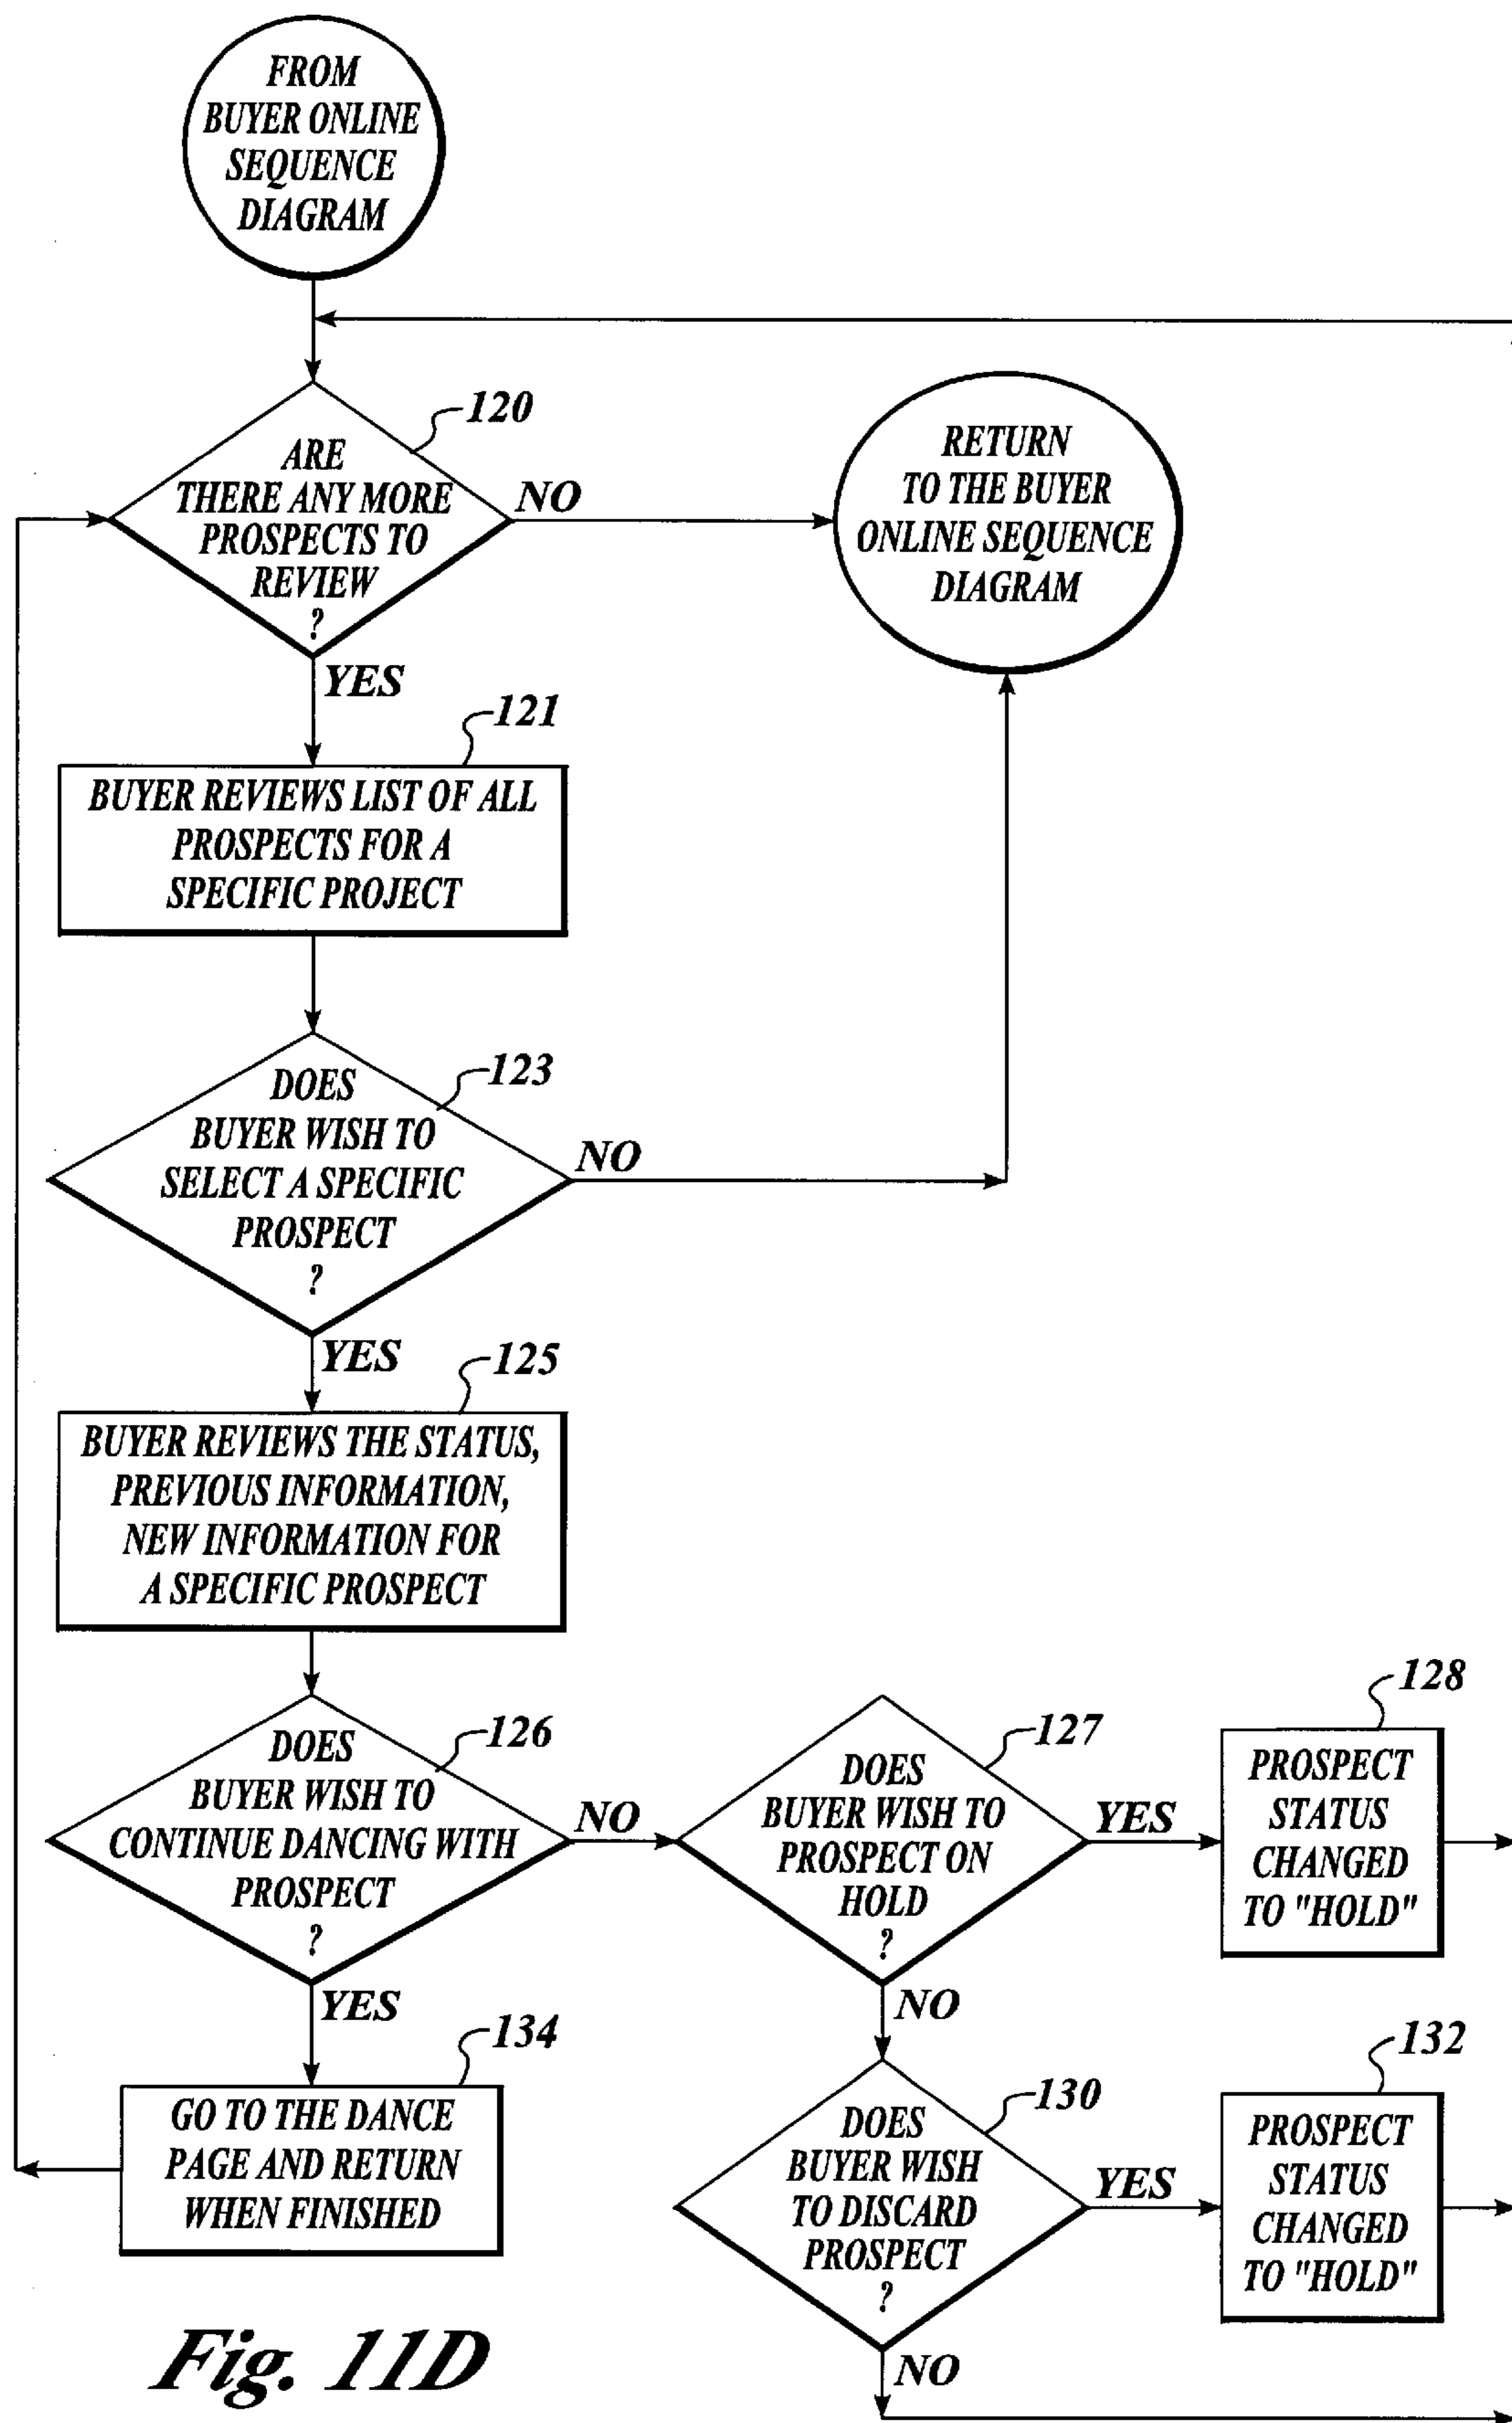 FROM
BUYER ONLINE
SEQUENCE
DIAGRAM
120
ARE
THERE ANY MORE
PROSPECTS TO
REVIEW
?
NO
RETURN
TO THE BUYER
ONLINE SEQUENCE
DIAGRAM
YES
121
BUYER REVIEWS LIST OF ALL
PROSPECTS FOR A
SPECIFIC PROJECT
123
DOES
BUYER WISH TO
SELECT A SPECIFIC
PROSPECT
?
NO
YES
125
BUYER REVIEWS THE STATUS,
PREVIOUS INFORMATION,
NEW INFORMATION FOR
A SPECIFIC PROSPECT
126
DOES
BUYER WISH TO
CONTINUE DANCING WITH
PROSPECT
?
NO
127
DOES
BUYER WISH TO
PROSPECT ON
HOLD
?
YES
128
PROSPECT
STATUS
CHANGED
TO "HOLD"
YES
134
GO TO THE DANCE
PAGE AND RETURN
WHEN FINISHED
NO
130
DOES
BUYER WISH
TO DISCARD
PROSPECT
?
YES
132
PROSPECT
STATUS
CHANGED
TO "HOLD"
NO
Fig. 11D